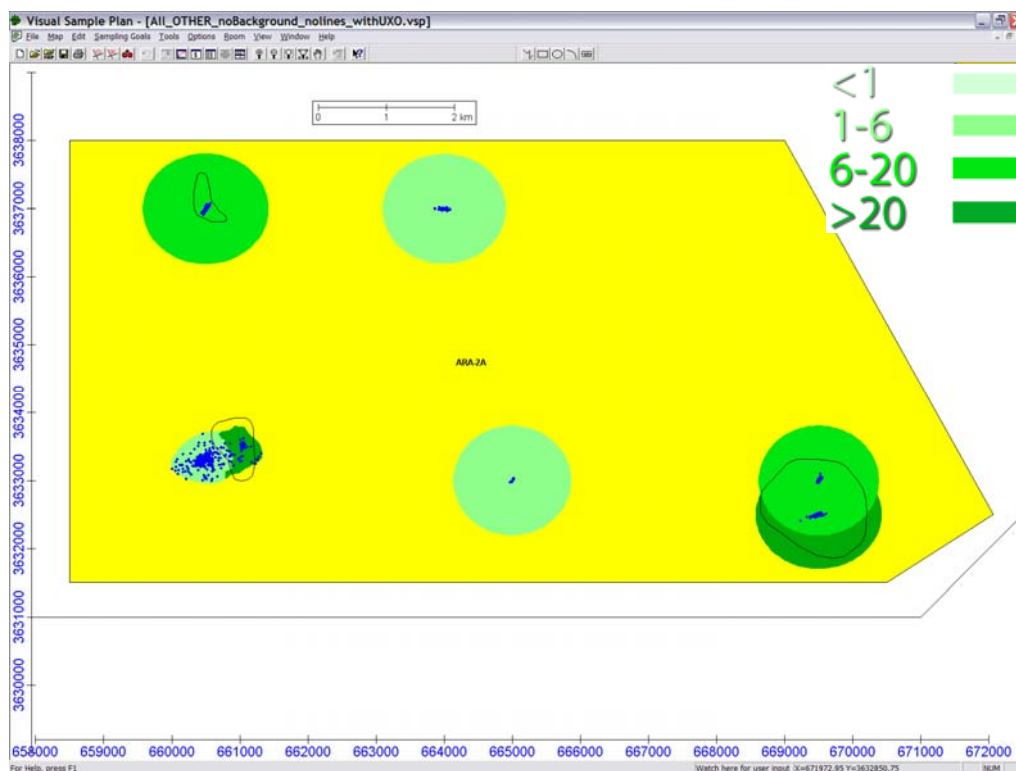 Visual Sample Plan - [All_OTHER_noBackground_nolines_withUXO.vsp]
File Map Edit Sampling Goals Tools Options Room View Window Help
0 1 2 km
<1
1-6
6-20
>20
3638000
3637000
3636000
3635000
ARA-2A
3634000
3633000
3632000
3631000
3630000
658000 660000 661000 662000 663000 664000 665000 666000 667000 668000 669000 670000 671000 672000
For Help, press F1
Watch here for user input X=671972.95 Y=3632850.75 NUM